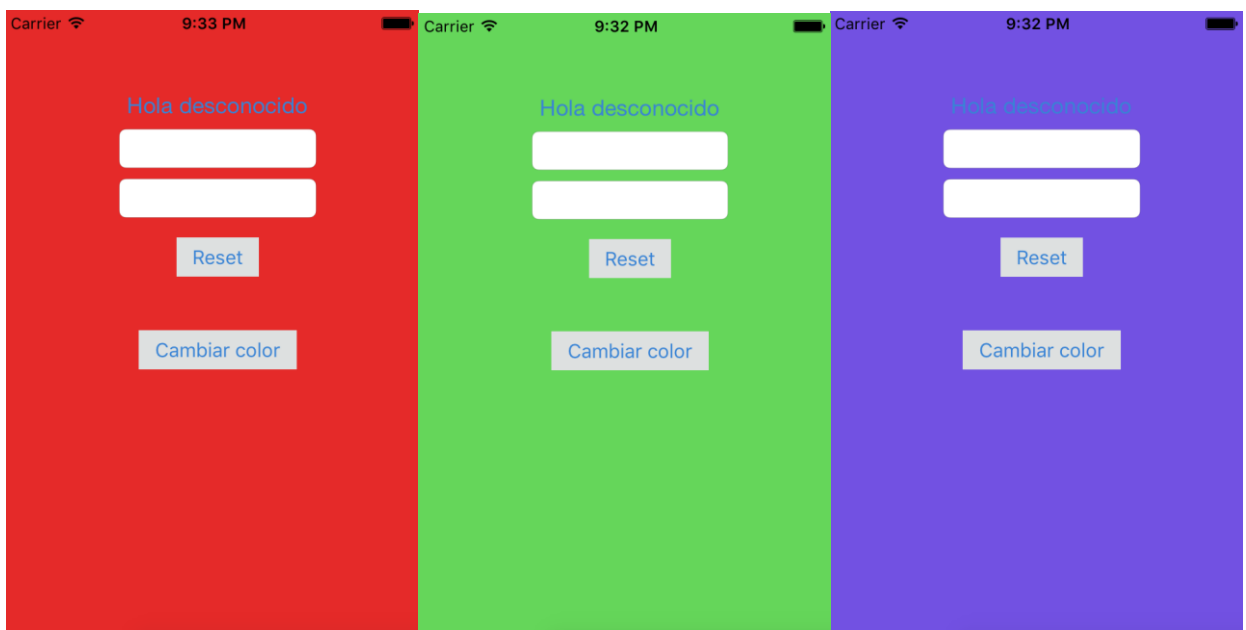 Carrier 9:33 PM
Hola desconocido
Reset
Cambiar color
Carrier 9:32 PM
Hola desconocido
Reset
Cambiar color
Carrier 9:32 PM
Hola desconocido
Reset
Cambiar color